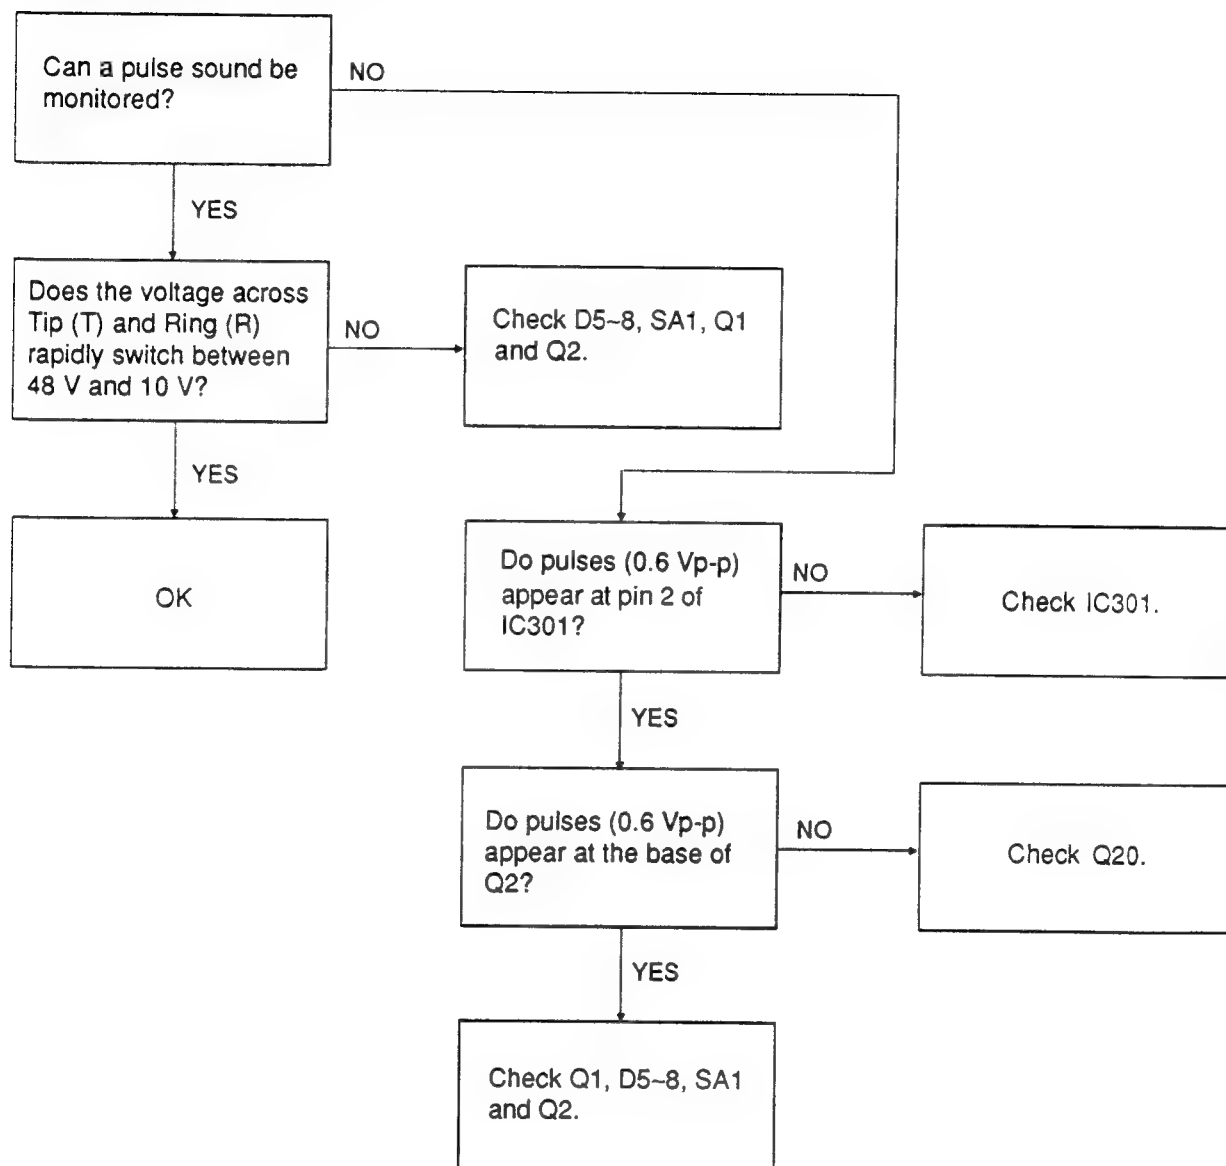 Can a pulse sound be
monitored?
NO
YES
Does the voltage across
Tip (T) and Ring (R)
rapidly switch between
48 V and 10 V?
NO
Check D5~8, SA1, Q1
and Q2.
YES
OK
Do pulses (0.6 Vp-p)
appear at pin 2 of
IC301?
NO
Check IC301.
YES
Do pulses (0.6 Vp-p)
appear at the base of
Q2?
NO
Check Q20.
YES
Check Q1, D5~8, SA1
and Q2.